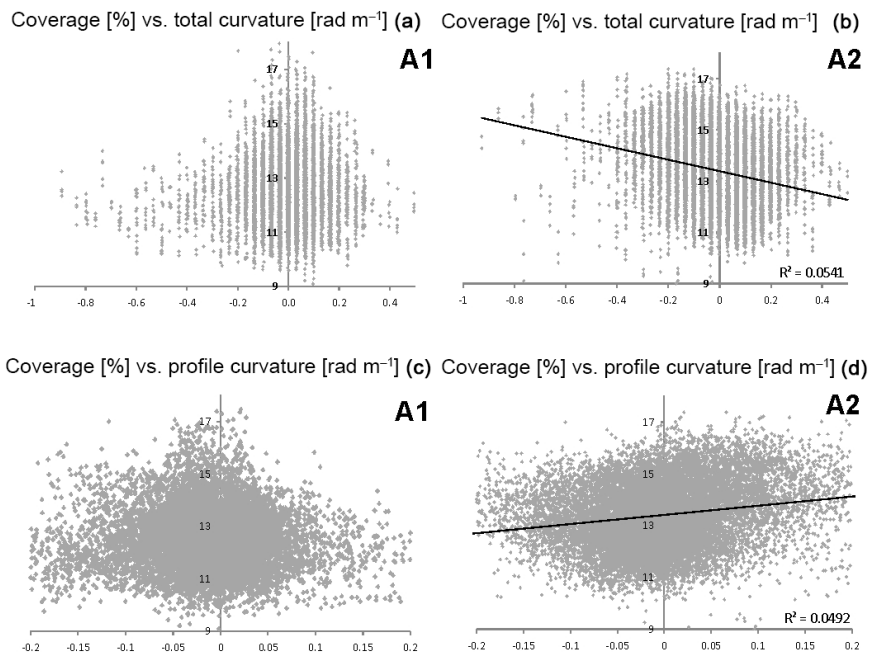 Coverage [%] vs. total curvature [rad m⁻¹] (a)
A1
17
15
13
11
9
-1 -0.8 -0.6 -0.4 -0.2 0.0 0.2 0.4
Coverage [%] vs. total curvature [rad m⁻¹] (b)
A2
17
15
13
11
9
R² = 0.0541
-1 -0.8 -0.6 -0.4 -0.2 0 0.2 0.4
Coverage [%] vs. profile curvature [rad m⁻¹] (c)
A1
17
15
13
11
9
-0.2 -0.15 -0.1 -0.05 0 0.05 0.1 0.15 0.2
Coverage [%] vs. profile curvature [rad m⁻¹] (d)
A2
17
15
13
11
9
R² = 0.0492
-0.2 -0.15 -0.1 -0.05 0 0.05 0.1 0.15 0.2